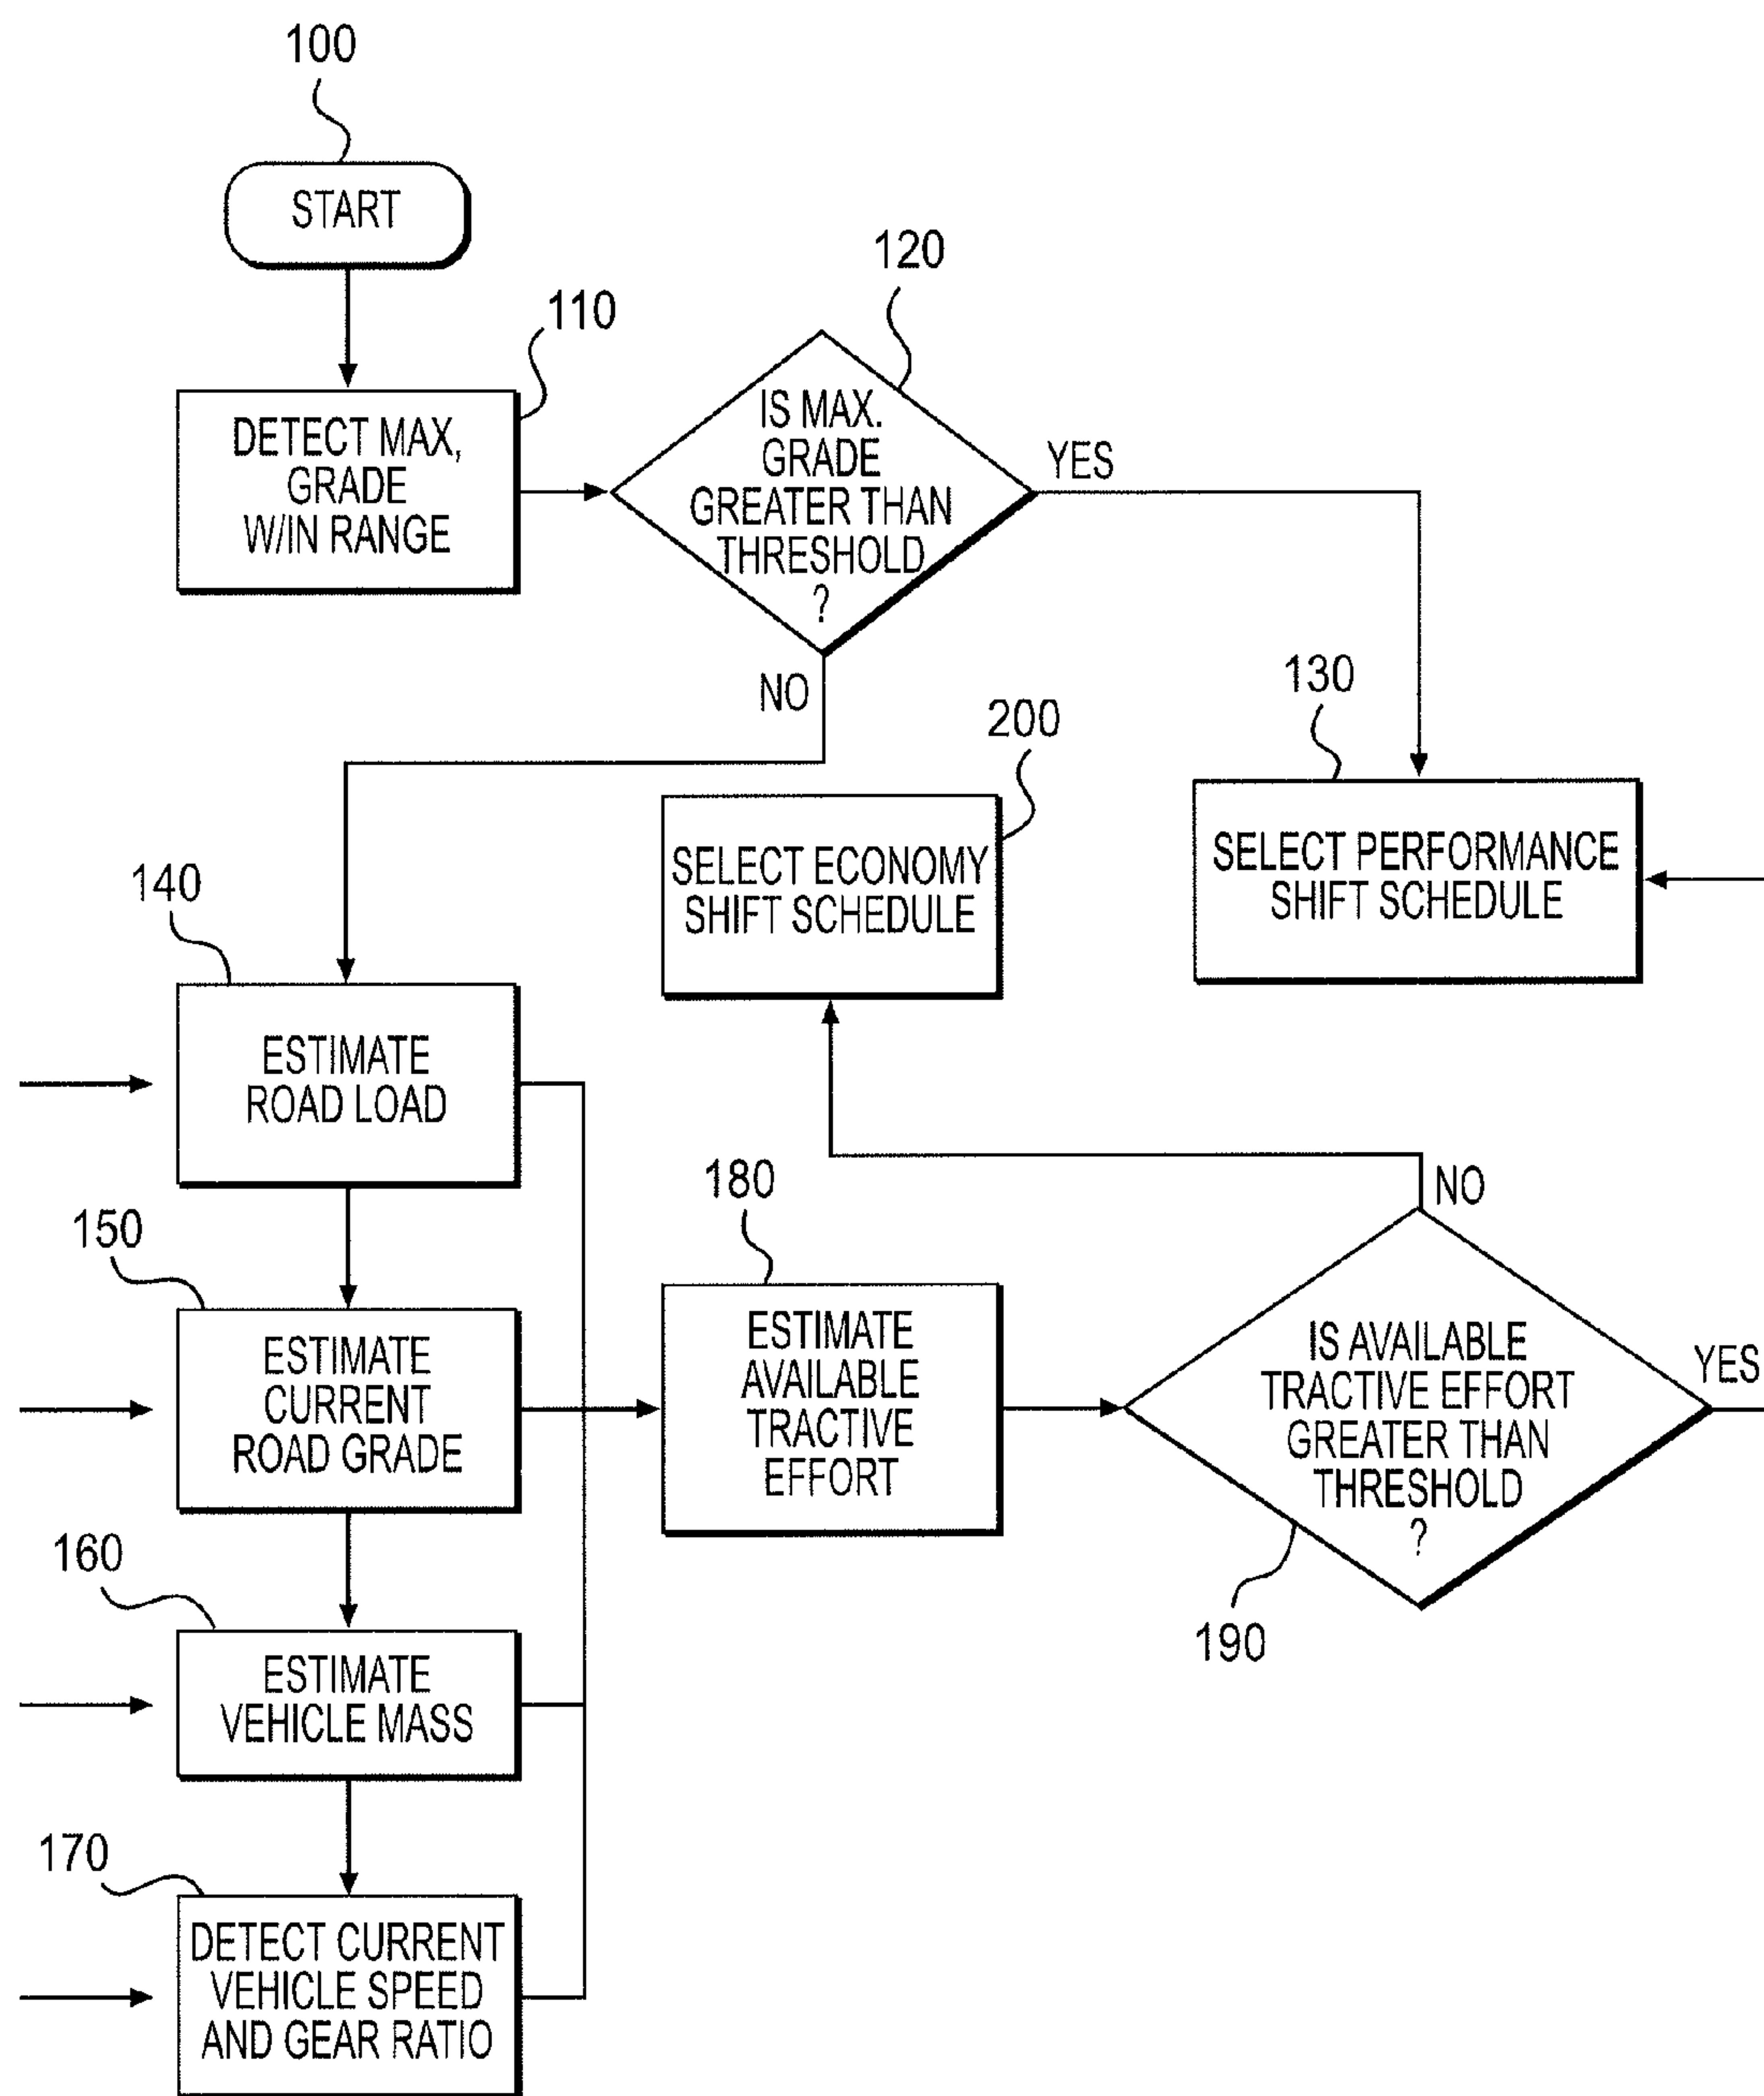 100
START
110
DETECT MAX,
GRADE
W/IN RANGE
120
IS MAX.
GRADE
GREATER THAN
THRESHOLD
?
YES
NO
130
SELECT PERFORMANCE
SHIFT SCHEDULE
200
SELECT ECONOMY
SHIFT SCHEDULE
140
ESTIMATE
ROAD LOAD
150
ESTIMATE
CURRENT
ROAD GRADE
160
ESTIMATE
VEHICLE MASS
170
DETECT CURRENT
VEHICLE SPEED
AND GEAR RATIO
180
ESTIMATE
AVAILABLE
TRACTIVE
EFFORT
NO
IS AVAILABLE
TRACTIVE EFFORT
GREATER THAN
THRESHOLD
?
YES
190